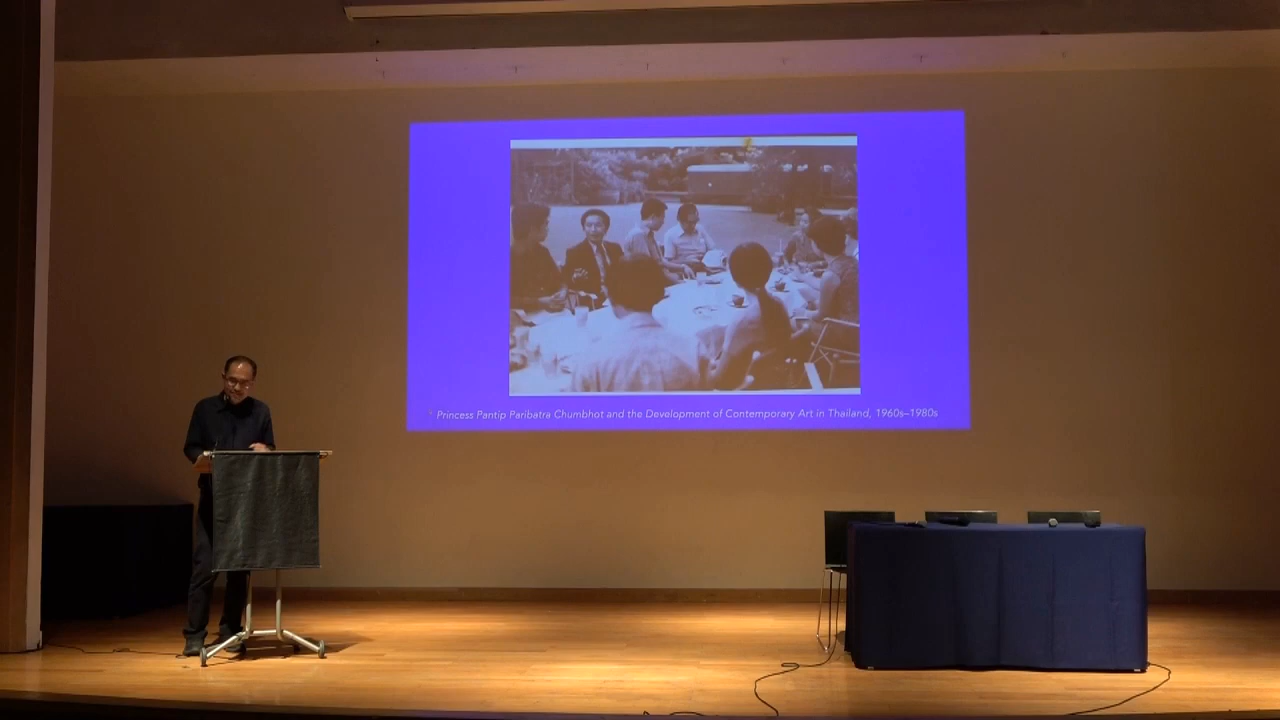 * Princess Pantip Paribatra Chumbhot and the Development of Contemporary Art in Thailand, 1960s–1980s